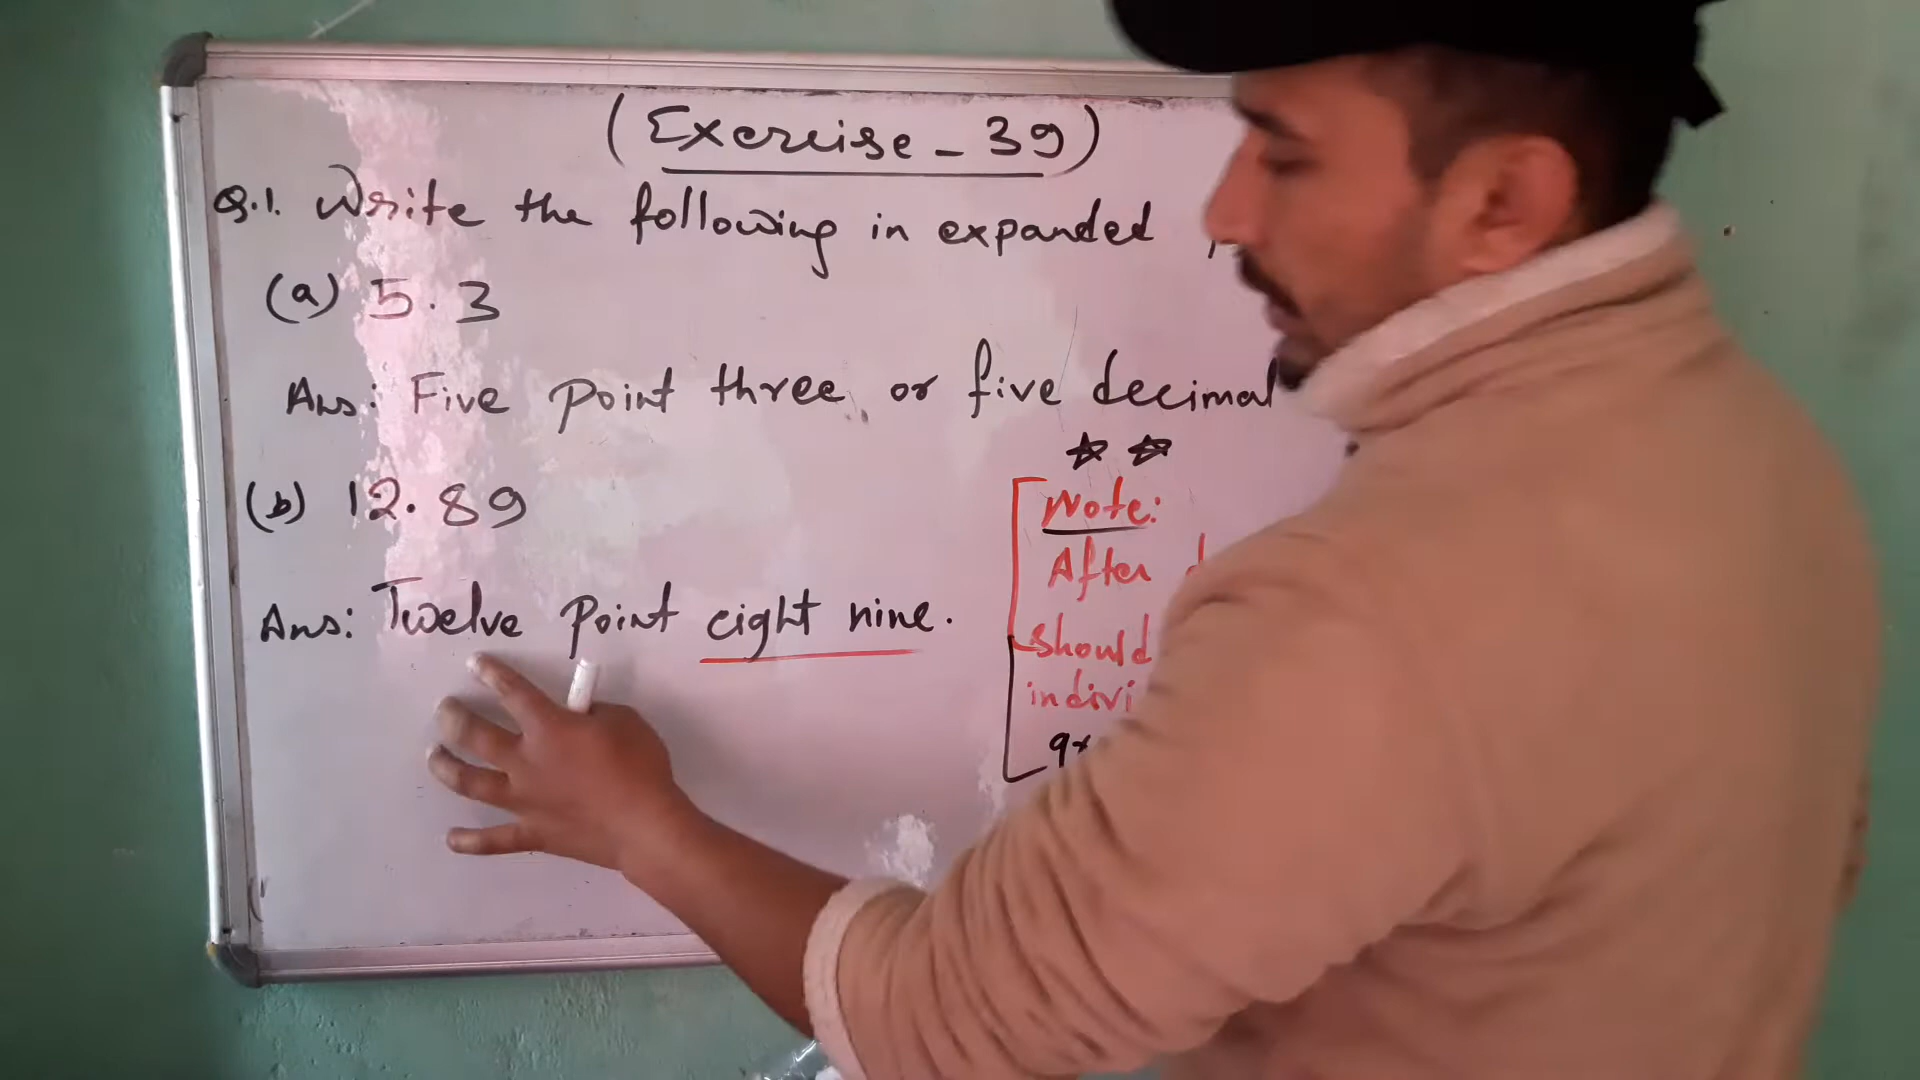 (Exercise - 39)
Q.1. Write the following in expanded
(a) 5.3
Ans: Five point three, or five decimal
(b) 12.89
Ans: Twelve point eight nine.
Note:
After
should